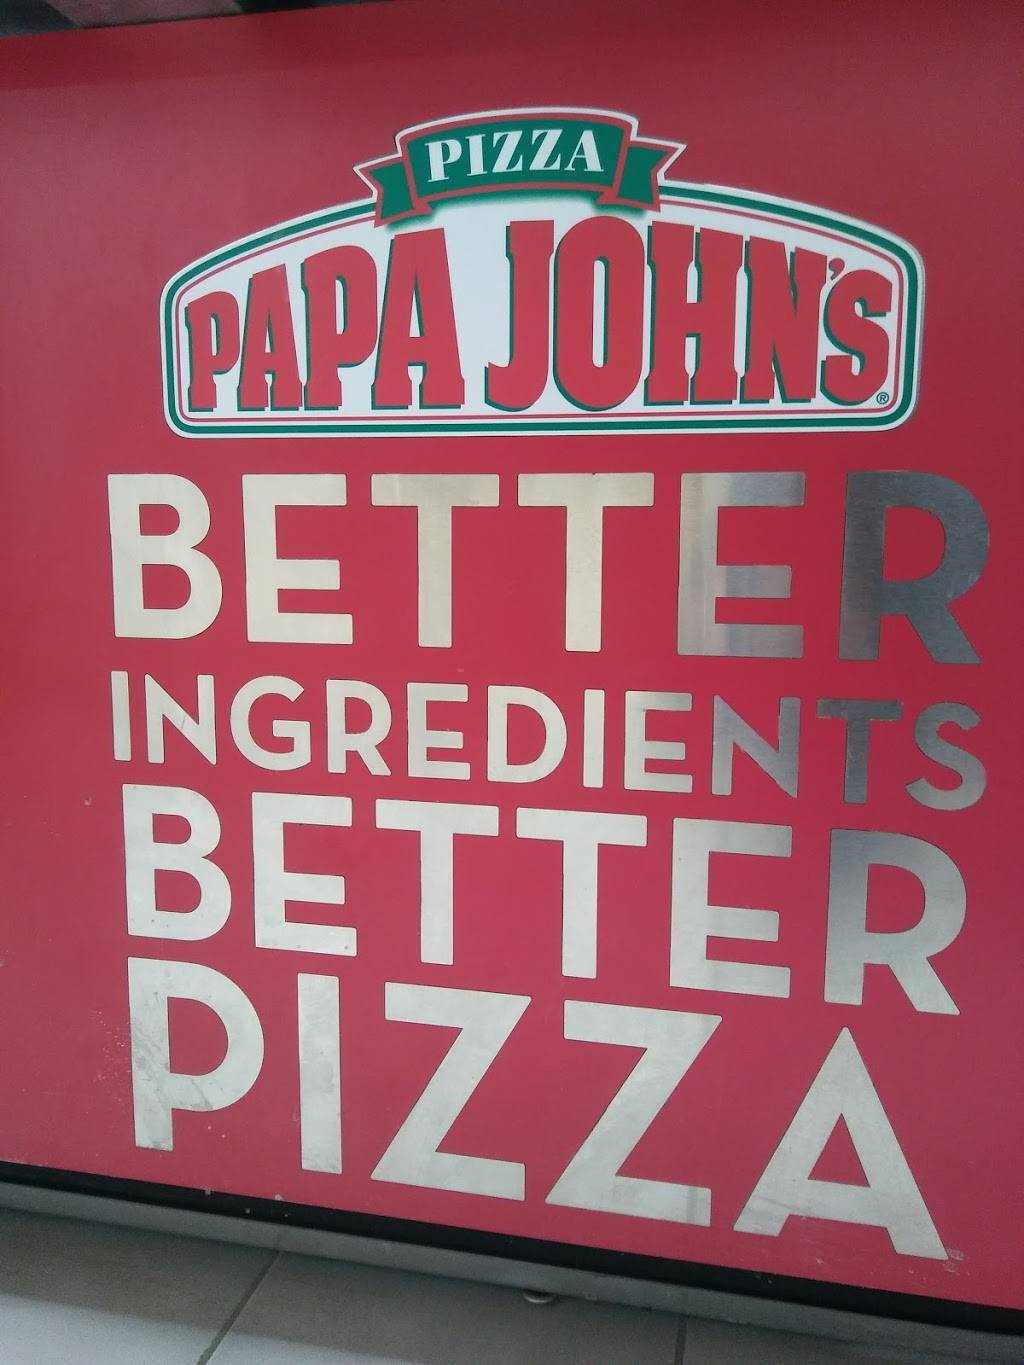 PIZZA
PAPA JOHN'S®
BETTER
INGREDIENTS
BETTER
PIZZA